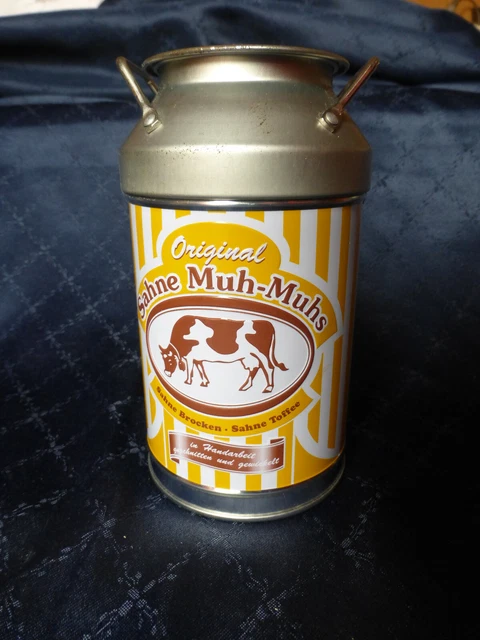 Original
Sahne Muh-Muhs
Sahne Brocken - Sahne Toffee
in Handarbeit
geschnitten und gewickelt